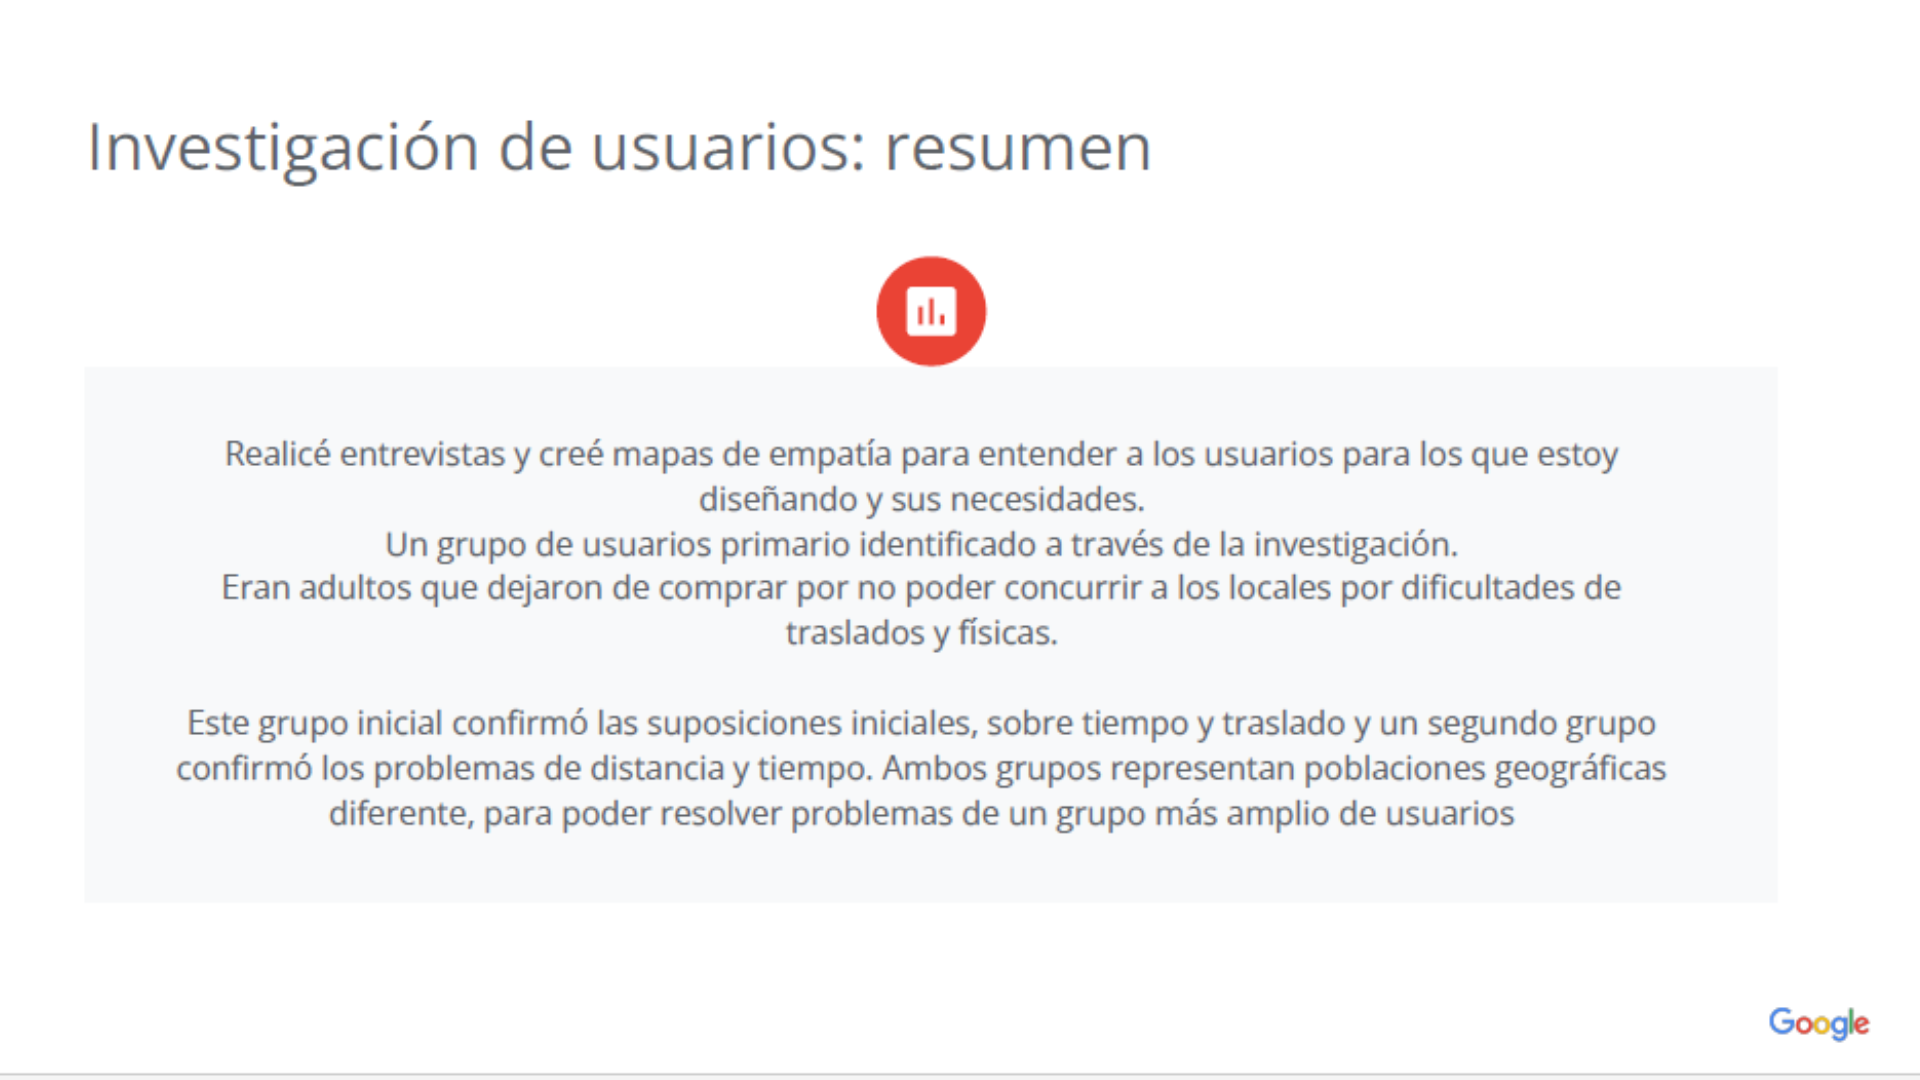 Investigación de usuarios: resumen
Realicé entrevistas y creé mapas de empatía para entender a los usuarios para los que estoy
diseñando y sus necesidades.
Un grupo de usuarios primario identificado a través de la investigación.
Eran adultos que dejaron de comprar por no poder concurrir a los locales por dificultades de
traslados y físicas.
Este grupo inicial confirmó las suposiciones iniciales, sobre tiempo y traslado y un segundo grupo
confirmó los problemas de distancia y tiempo. Ambos grupos representan poblaciones geográficas
diferente, para poder resolver problemas de un grupo más amplio de usuarios
Google